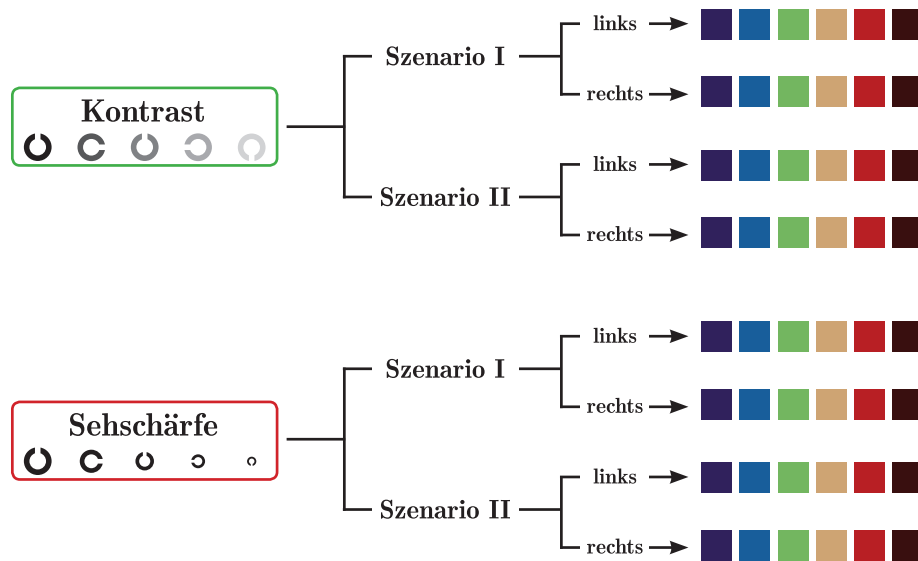 Kontrast
Szenario I
links
rechts
Szenario II
links
rechts
Sehschärfe
Szenario I
links
rechts
Szenario II
links
rechts